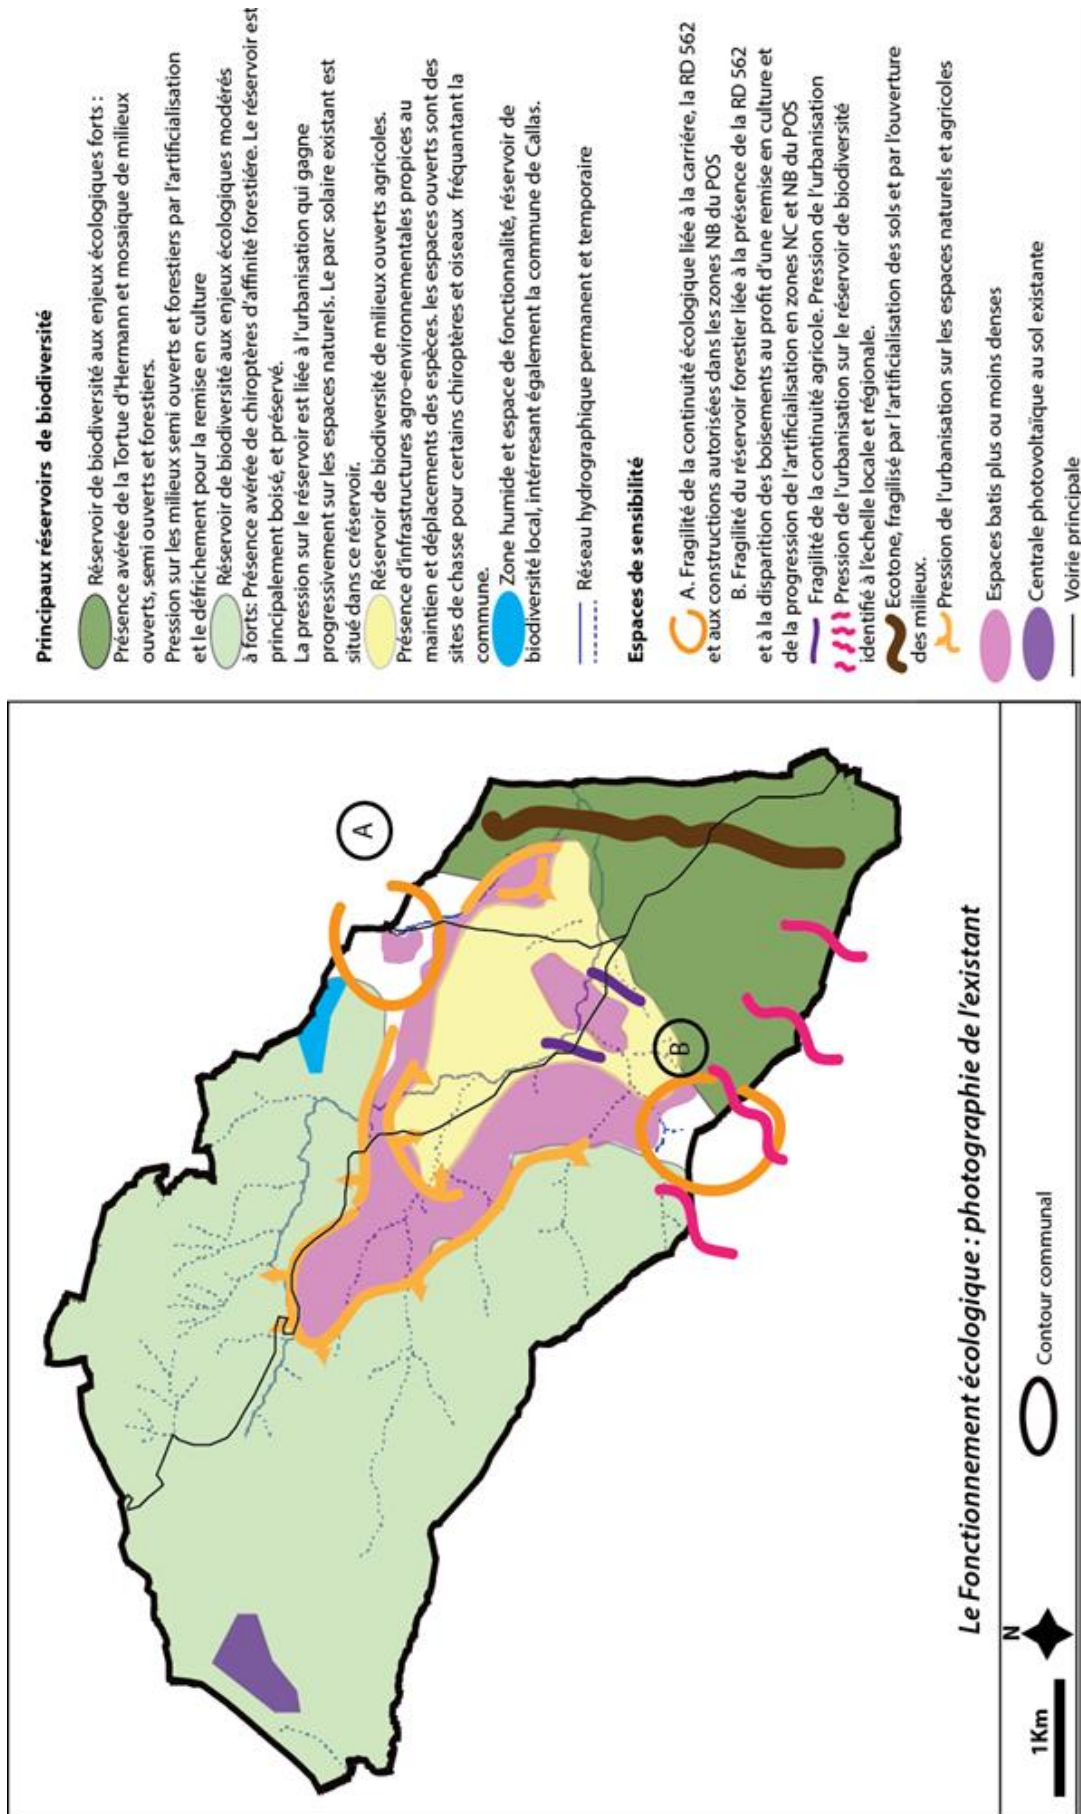 Principaux réservoirs de biodiversité
Réservoir de biodiversité aux enjeux écologiques forts :
Présence avérée de la Tortue d'Hermann et mosaique de milieux
ouverts, semi ouverts et forestiers.
Pression sur les milieux semi ouverts et forestiers par l'artificialisation
et le défrichement pour la remise en culture
Réservoir de biodiversité aux enjeux écologiques modérés
à forts: Présence avérée de chiroptères d'affinité forestière. Le réservoir est
principalement boisé, et préservé.
La pression sur le réservoir est liée à l'urbanisation qui gagne
progressivement sur les espaces naturels. Le parc solaire existant est
situé dans ce réservoir.
Réservoir de biodiversité de milieux ouverts agricoles.
Présence d'infrastructures agro-environnementales propices au
maintien et déplacements des espèces. les espaces ouverts sont des
sites de chasse pour certains chiroptères et oiseaux fréquantant la
commune.
Zone humide et espace de fonctionnalité, réservoir de
biodiversité local, intérresant également la commune de Callas.
Réseau hydrographique permanent et temporaire
Espaces de sensibilité
A. Fragilité de la continuité écologique liée à la carriére, la RD 562
et aux constructions autorisées dans les zones NB du POS
B. Fragilité du réservoir forestier liée à la présence de la RD 562
et à la disparition des boisements au profit d'une remise en culture et
de la progression de l'artificialisation en zones NC et NB du POS
Fragilité de la continuité agricole. Pression de l'urbanisation
Pression de l'urbanisation sur le réservoir de biodiversité
identifié à l'echelle locale et régionale.
Ecotone, fragilisé par l'artificialisation des sols et par l'ouverture
des milieux.
Pression de l'urbanisation sur les espaces naturels et agricoles
Espaces batis plus ou moins denses
Centrale photovoltaïque au sol existante
Voirie principale
A
B
Le Fonctionnement écologique : photographie de l'existant
1Km
N
Contour communal